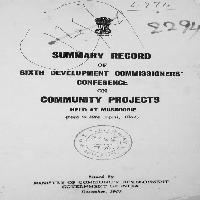 2294
SUMMARY RECORD
OF
SIXTH DEVELOPMENT COMMISSIONERS'
CONFERENCE
ON
COMMUNITY PROJECTS
HELD AT MUSSOORIE
Issued By
MINISTRY OF COMMUNITY DEVELOPMENT
GOVERNMENT OF INDIA